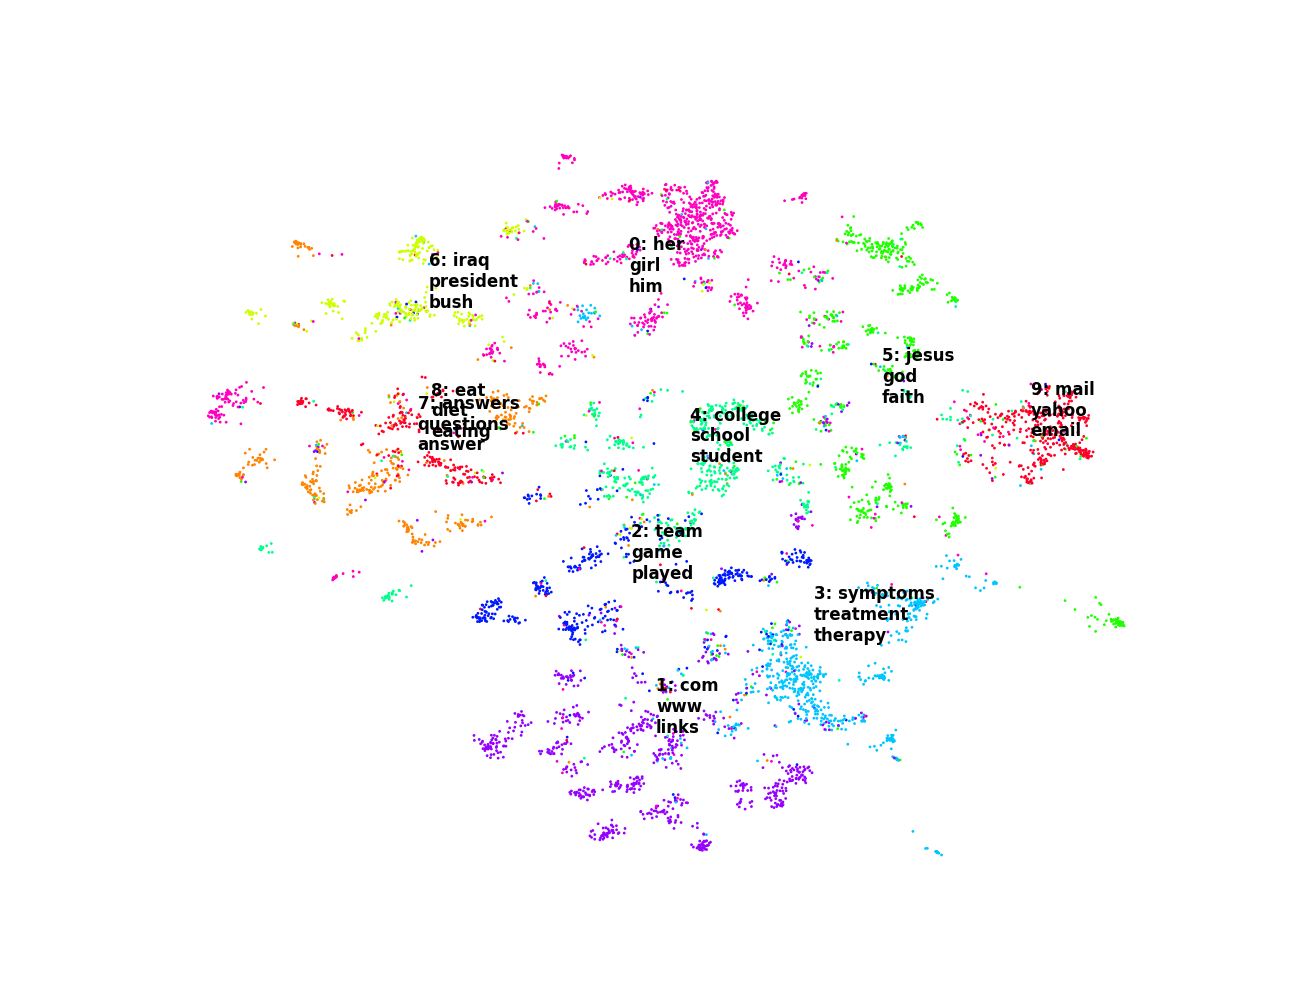 0: her
girl
him
6: iraq
president
bush
5: jesus
god
faith
8: eat
diet
eating
7: answers
questions
answer
9: mail
yahoo
email
4: college
school
student
2: team
game
played
3: symptoms
treatment
therapy
1: com
www
links